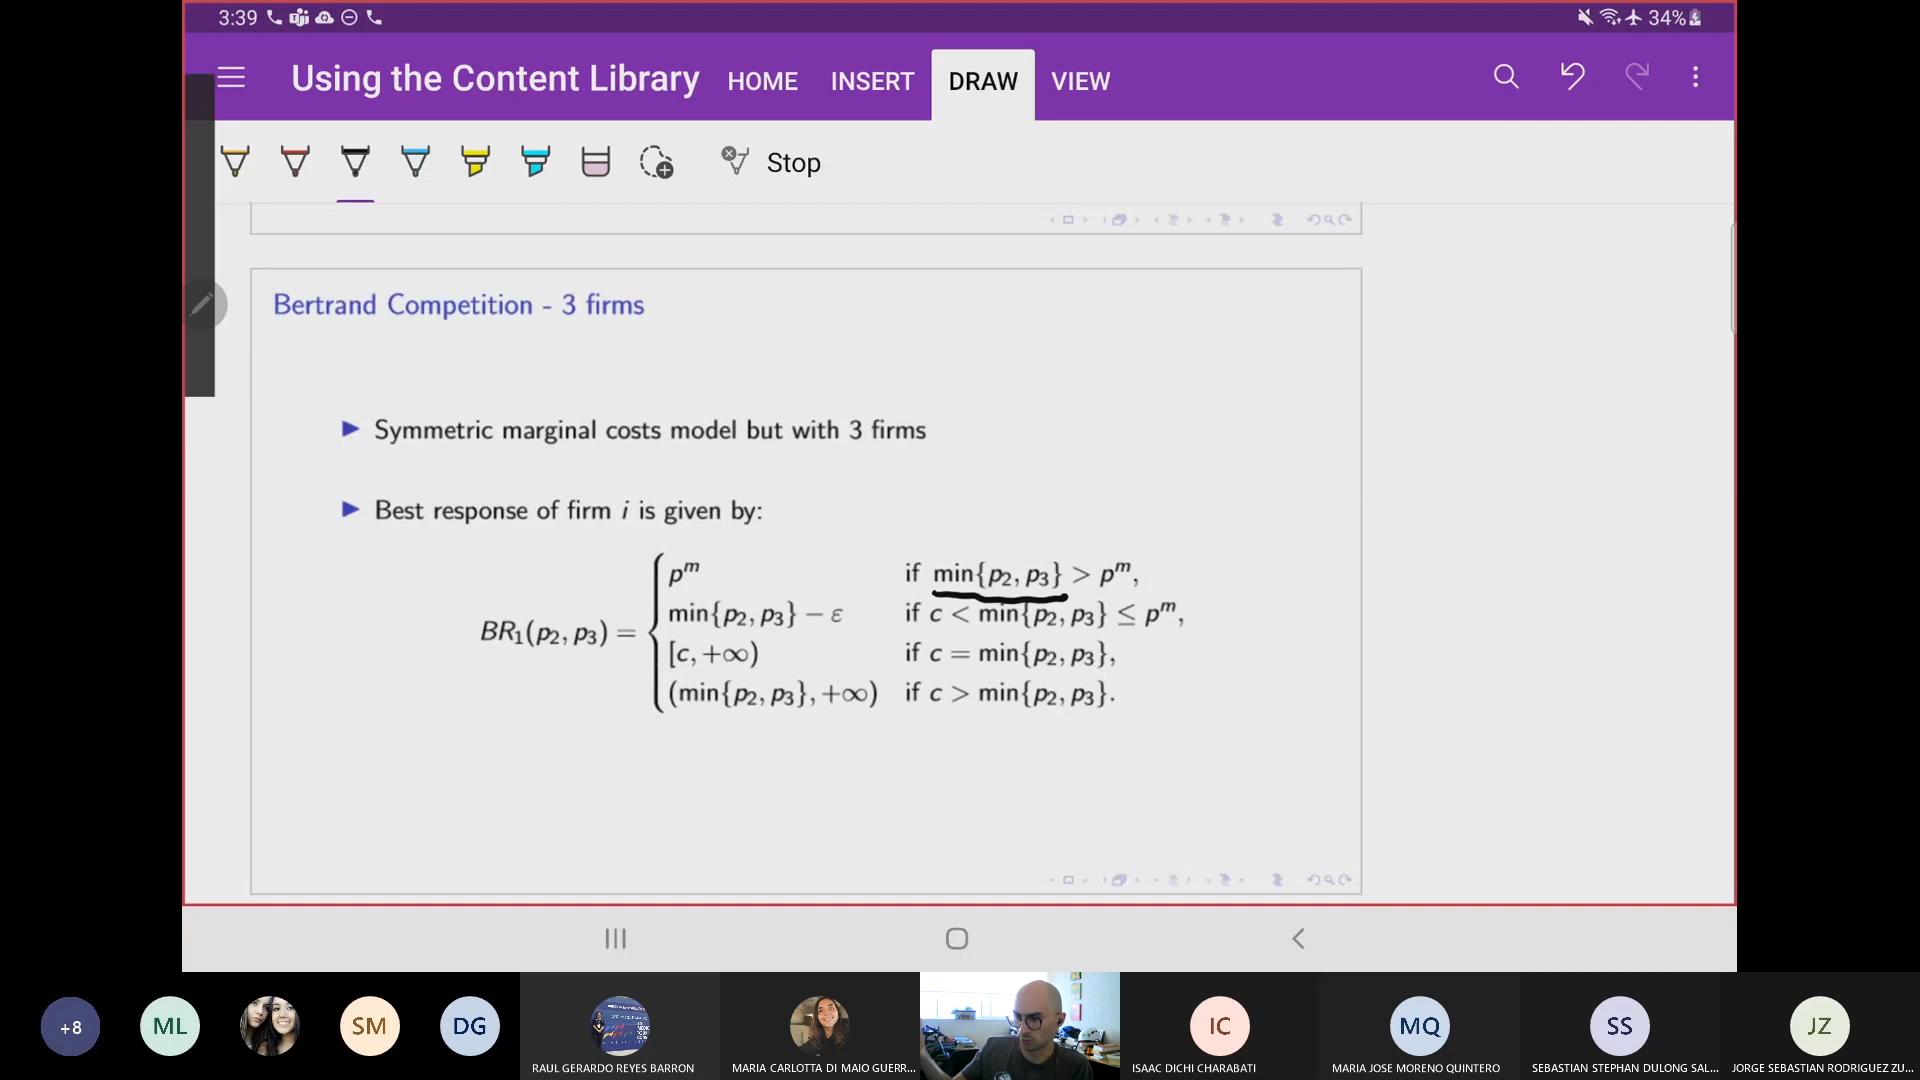 3:39
34%
Using the Content Library HOME INSERT DRAW VIEW
Stop
Bertrand Competition - 3 firms
Symmetric marginal costs model but with 3 firms
Best response of firm i is given by:
p^m if min{p₂, p₃} > p^m,
min{p₂, p₃} − ε if c < min{p₂, p₃} ≤ p^m,
BR₁(p₂, p₃) =
[c, +∞) if c = min{p₂, p₃},
(min{p₂, p₃}, +∞) if c > min{p₂, p₃}.
+8 ML SM DG IC MQ SS JZ
RAUL GERARDO REYES BARRON
MARIA CARLOTTA DI MAIO GUERR...
ISAAC DICHI CHARABATI
MARIA JOSE MORENO QUINTERO
SEBASTIAN STEPHAN DULONG SAL...
JORGE SEBASTIAN RODRIGUEZ ZU...